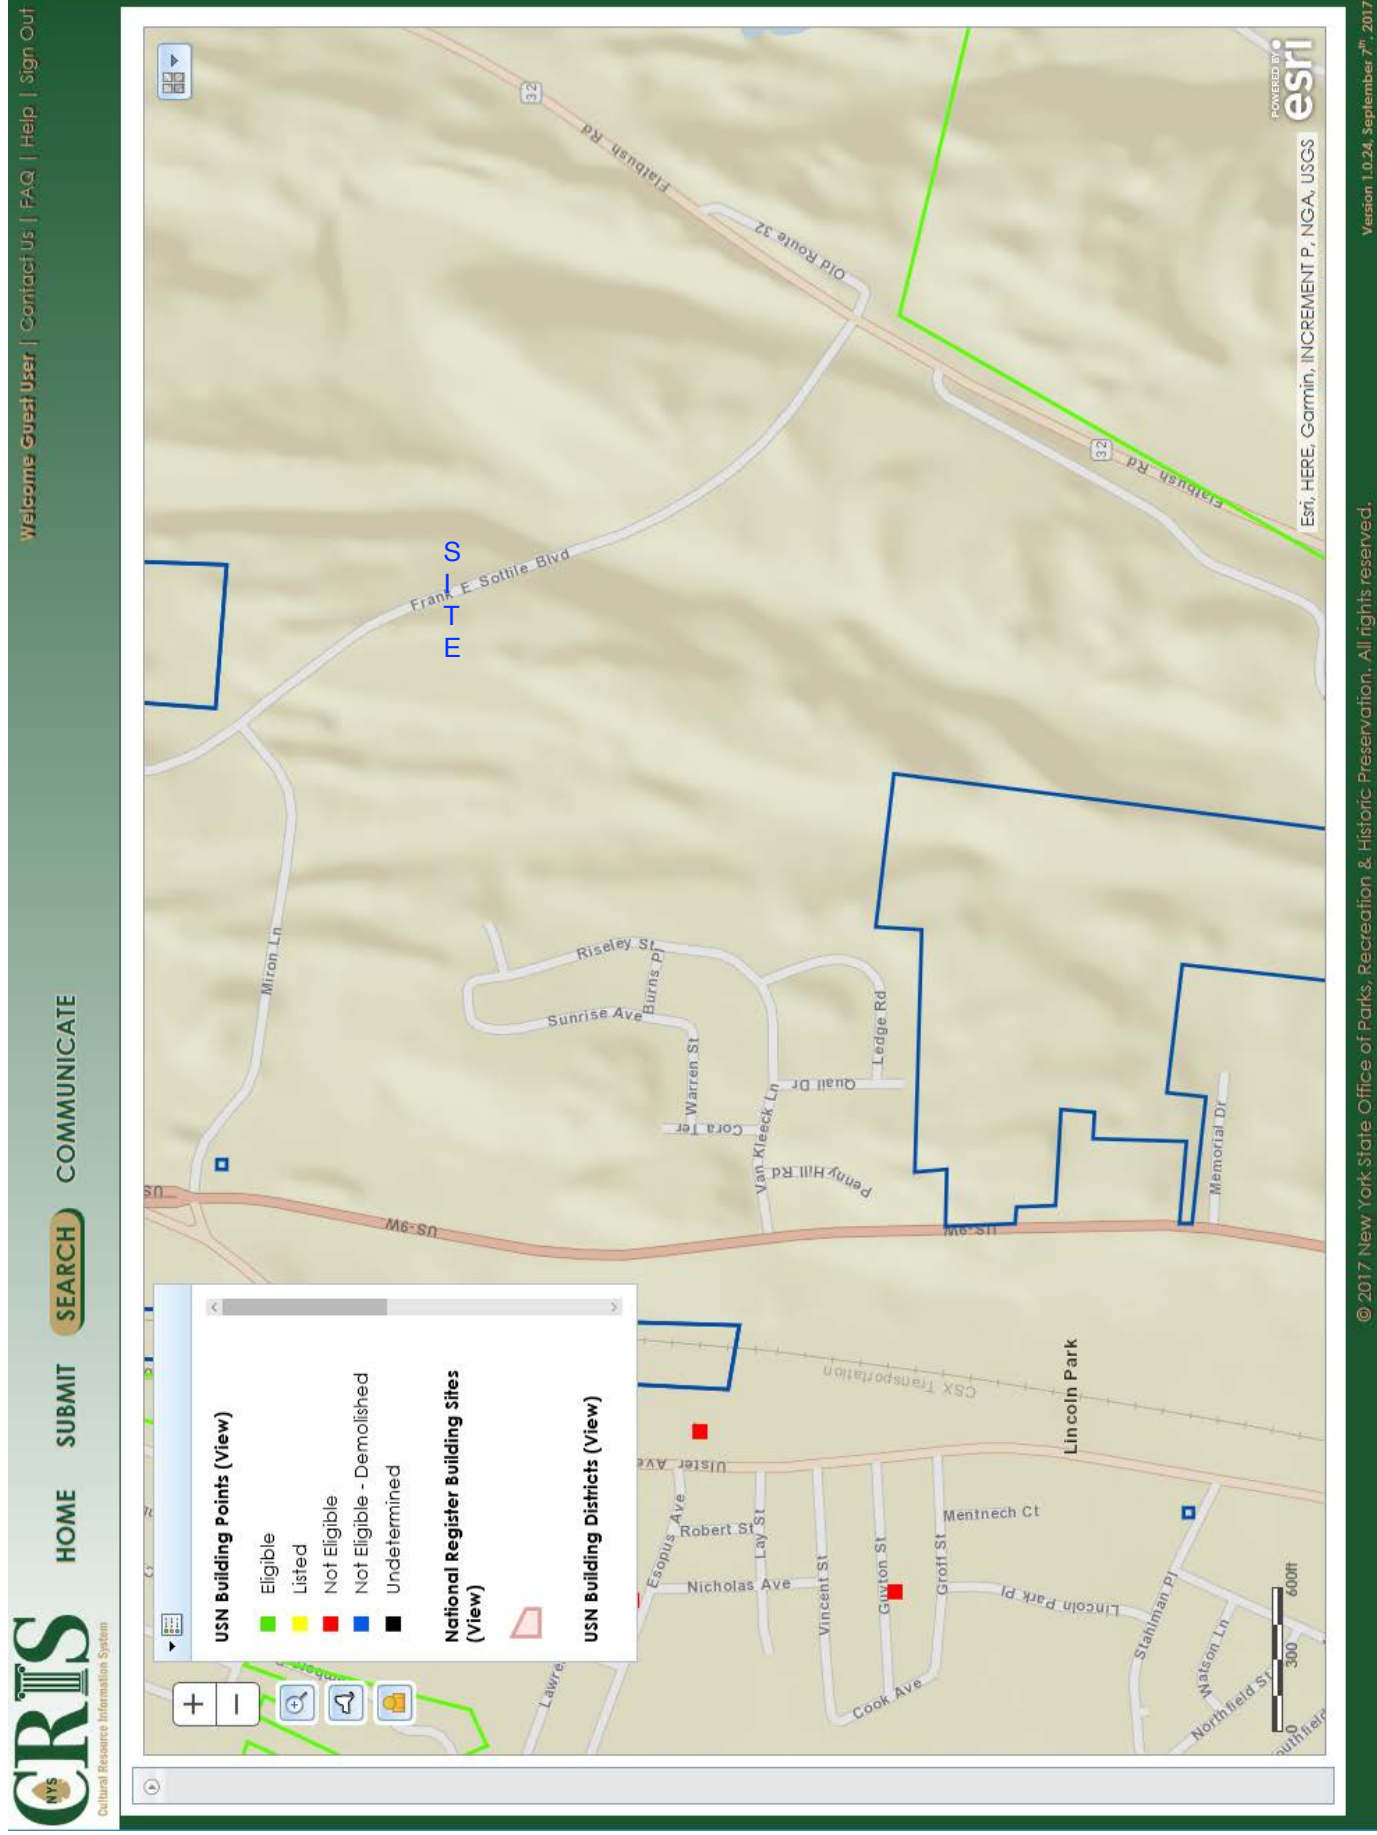 NYS
CRIS
Cultural Resource Information System
HOME SUBMIT SEARCH COMMUNICATE
Welcome Guest User | Contact Us | FAQ | Help | Sign Out
USN Building Points (View)
Eligible
Listed
Not Eligible
Not Eligible - Demolished
Undetermined
National Register Building Sites
(View)
USN Building Districts (View)
US
US-9W
Miron Ln
Frank E Sottile Blvd
SITE
32
Flatbush Rd
Old Route 32
32
Flatbush Rd
Riseley St
Burns Pl
Sunrise Ave
Warren St
Cora Ter
Van Kleeck Ln
Quail Dr
Ledge Rd
Penny Hill Rd
US-9W
Memorial Dr
CSX Transportation
Lincoln Park
Ulster Ave
Esopus Ave
Robert St
Lay St
Nicholas Ave
Vincent St
Guyton St
Groff St
Mentnech Ct
Lincoln Park Pl
Stahlman Pl
Watson Ln
Northfield St
Cook Ave
Lawre
outhfield
+
−
0 300 600ft
Esri, HERE, Garmin, INCREMENT P, NGA, USGS
POWERED BY
esri
© 2017 New York State Office of Parks, Recreation & Historic Preservation. All rights reserved.
Version 1.0.24, September 7th, 2017